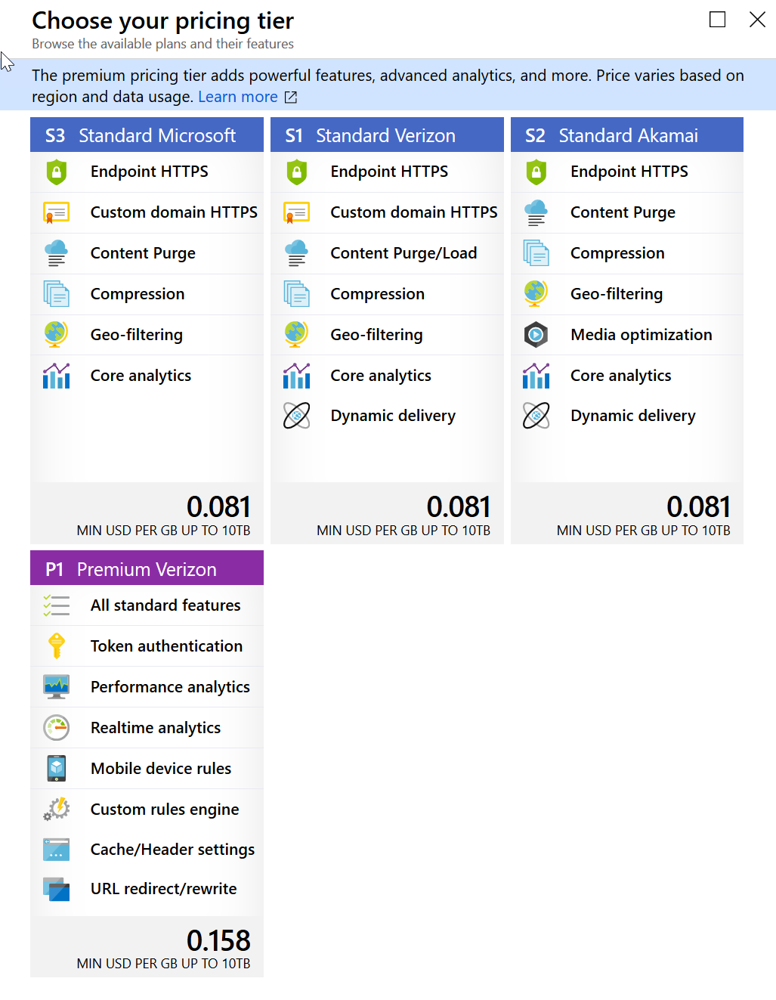 Choose your pricing tier
Browse the available plans and their features
The premium pricing tier adds powerful features, advanced analytics, and more. Price varies based on
region and data usage. Learn more
S3 Standard Microsoft
Endpoint HTTPS
Custom domain HTTPS
Content Purge
Compression
Geo-filtering
Core analytics
0.081
MIN USD PER GB UP TO 10TB
S1 Standard Verizon
Endpoint HTTPS
Custom domain HTTPS
Content Purge/Load
Compression
Geo-filtering
Core analytics
Dynamic delivery
0.081
MIN USD PER GB UP TO 10TB
S2 Standard Akamai
Endpoint HTTPS
Content Purge
Compression
Geo-filtering
Media optimization
Core analytics
Dynamic delivery
0.081
MIN USD PER GB UP TO 10TB
P1 Premium Verizon
All standard features
Token authentication
Performance analytics
Realtime analytics
Mobile device rules
Custom rules engine
Cache/Header settings
URL redirect/rewrite
0.158
MIN USD PER GB UP TO 10TB